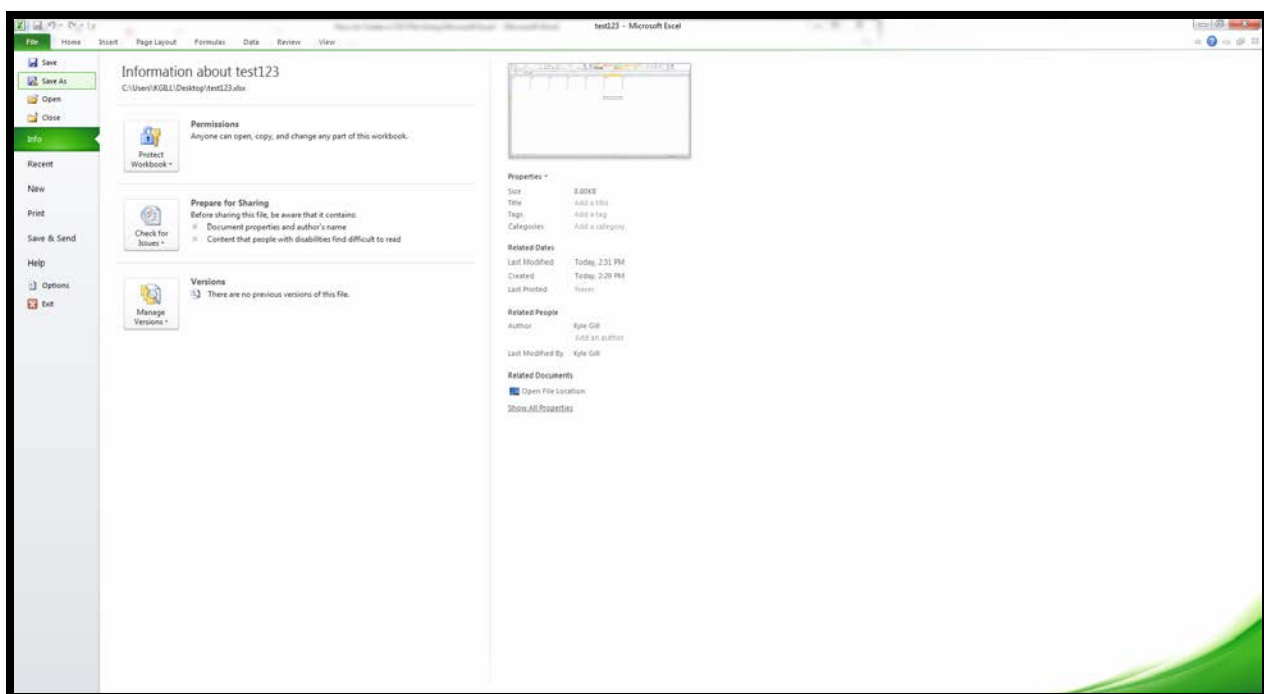 test123 - Microsoft Excel
File Home Insert Page Layout Formulas Data Review View
Save
Save As
Open
Close
Info
Recent
New
Print
Save & Send
Help
Options
Exit
Information about test123
C:\Users\KGILL\Desktop\test123.xlsx
Protect Workbook
Permissions
Anyone can open, copy, and change any part of this workbook.
Check for Issues
Prepare for Sharing
Before sharing this file, be aware that it contains:
Document properties and author's name
Content that people with disabilities find difficult to read
Manage Versions
Versions
There are no previous versions of this file.
Properties
Size 8.80KB
Title Add a title
Tags Add a tag
Categories Add a category
Related Dates
Last Modified Today, 2:31 PM
Created Today, 2:29 PM
Last Printed Never
Related People
Author Kyle Gill
Add an author
Last Modified By Kyle Gill
Related Documents
Open File Location
Show All Properties